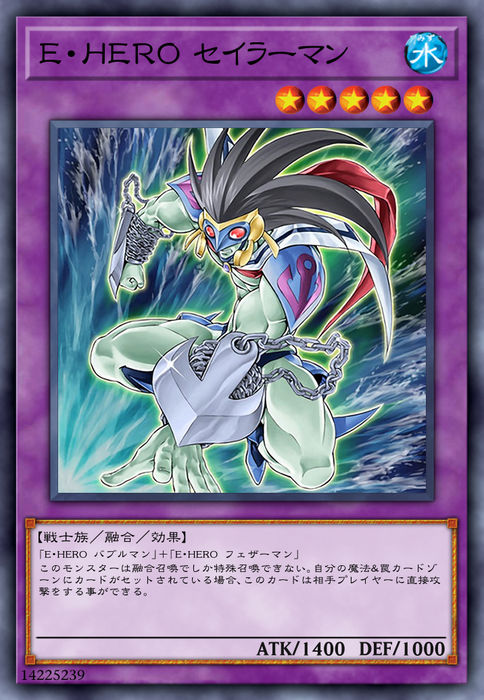 E・HERO セイラーマン
みず
水
【戦士族／融合／効果】
「E・HERO バブルマン」＋「E・HERO フェザーマン」
このモンスターは融合召喚でしか特殊召喚できない。自分の魔法&罠カードゾ
ーンにカードがセットされている場合、このカードは相手プレイヤーに直接攻
撃をする事ができる。
ATK/1400 DEF/1000
14225239